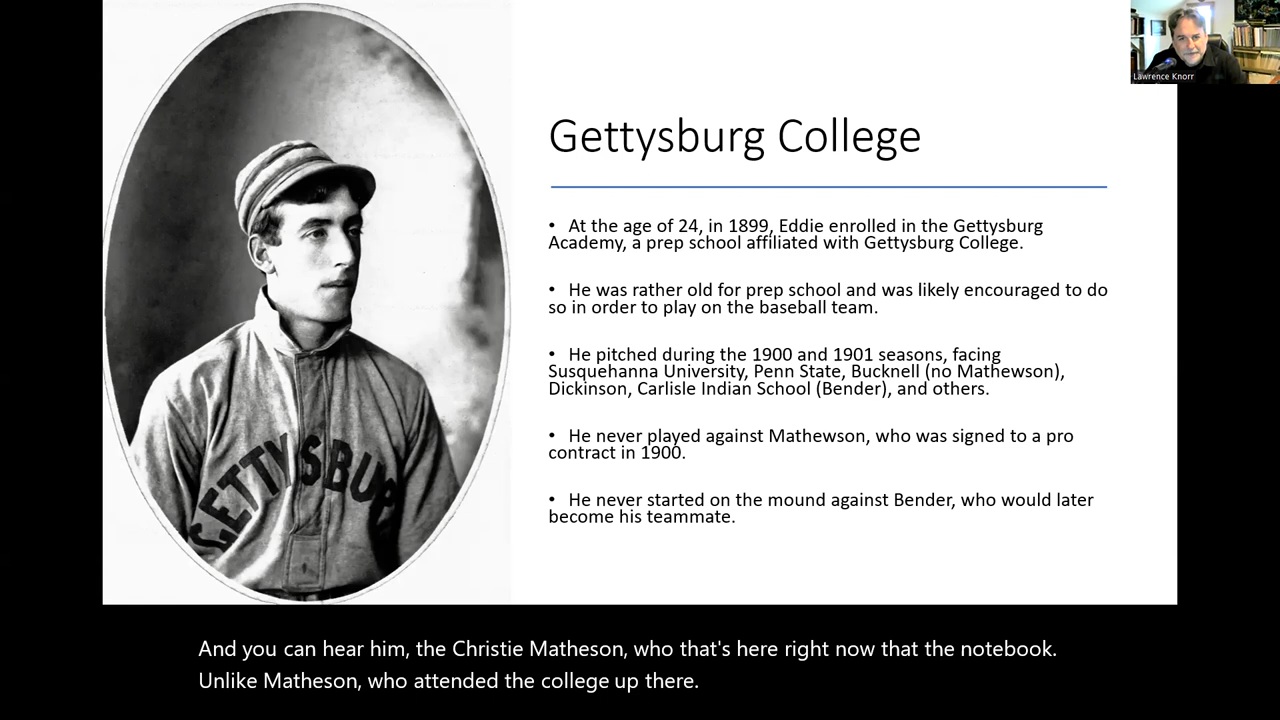 Lawrence Knorr
Gettysburg College
• At the age of 24, in 1899, Eddie enrolled in the Gettysburg
Academy, a prep school affiliated with Gettysburg College.
• He was rather old for prep school and was likely encouraged to do
so in order to play on the baseball team.
• He pitched during the 1900 and 1901 seasons, facing
Susquehanna University, Penn State, Bucknell (no Mathewson),
Dickinson, Carlisle Indian School (Bender), and others.
• He never played against Mathewson, who was signed to a pro
contract in 1900.
• He never started on the mound against Bender, who would later
become his teammate.
GETTYSBUR
And you can hear him, the Christie Matheson, who that's here right now that the notebook.
Unlike Matheson, who attended the college up there.